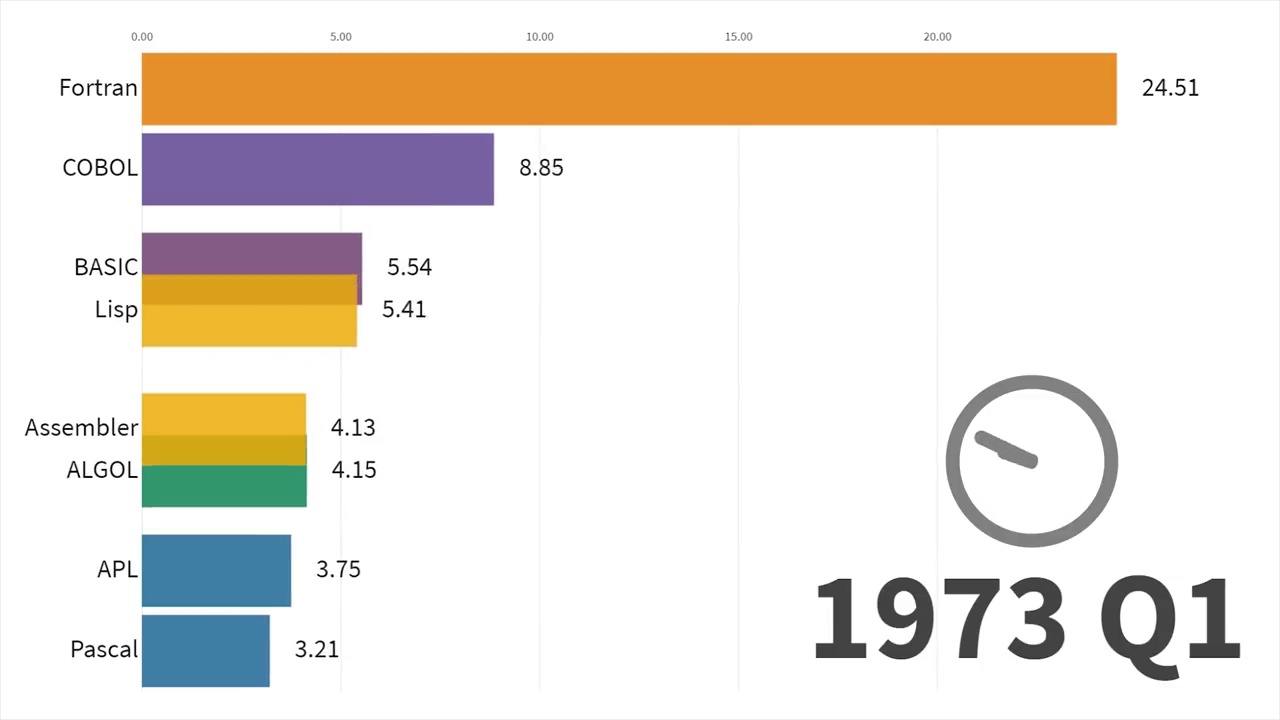 0.00 5.00 10.00 15.00 20.00
Fortran 24.51
COBOL 8.85
BASIC 5.54
Lisp 5.41
Assembler 4.13
ALGOL 4.15
APL 3.75
Pascal 3.21
1973 Q1